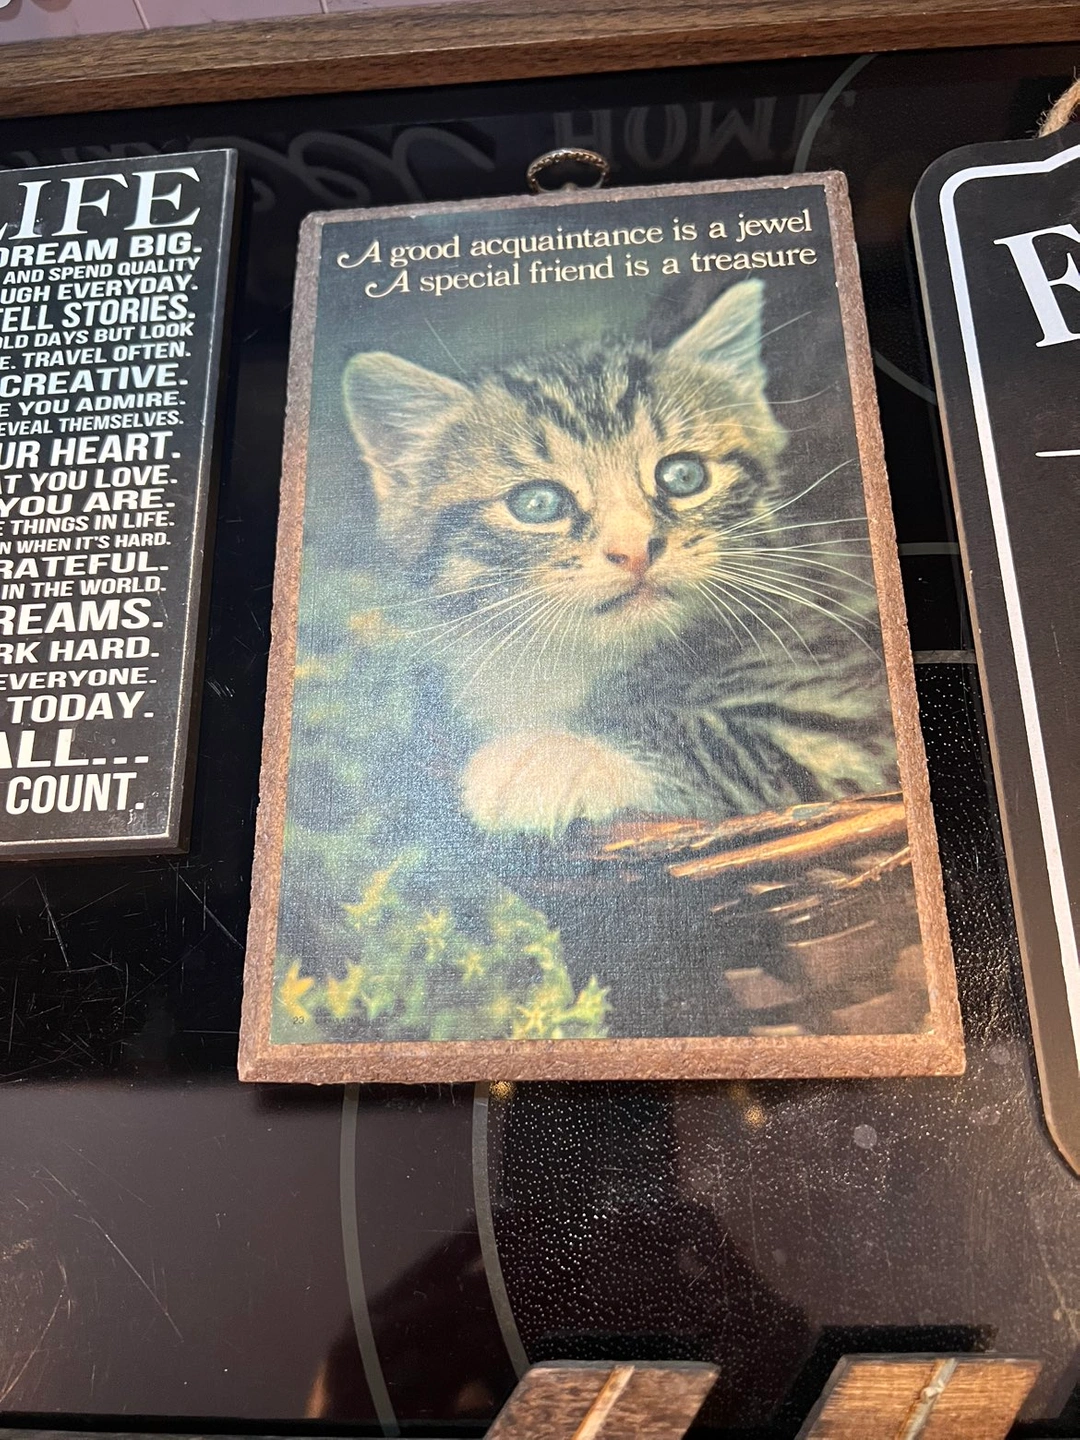 LIFE
DREAM BIG.
AND SPEND QUALITY
UGH EVERYDAY.
TELL STORIES.
OLD DAYS BUT LOOK
E. TRAVEL OFTEN.
CREATIVE.
E YOU ADMIRE.
EVEAL THEMSELVES.
UR HEART.
AT YOU LOVE.
YOU ARE.
E THINGS IN LIFE.
N WHEN IT'S HARD.
RATEFUL.
IN THE WORLD.
REAMS.
RK HARD.
EVERYONE.
TODAY.
ALL...
COUNT.
A good acquaintance is a jewel
A special friend is a treasure
23
HOME